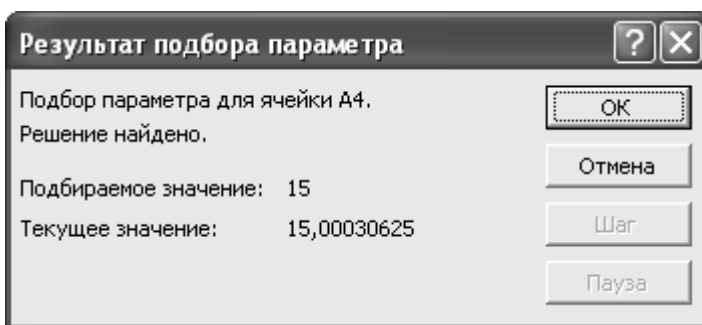 Результат подбора параметра
Подбор параметра для ячейки A4.
Решение найдено.
Подбираемое значение: 15
Текущее значение: 15,00030625
ОК
Отмена
Шаг
Пауза